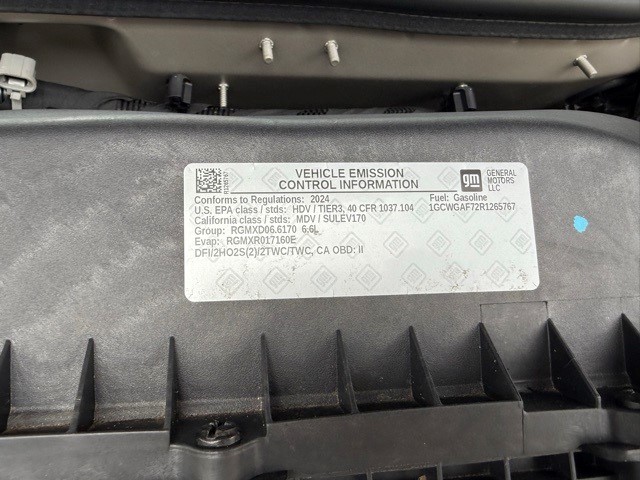 VEHICLE EMISSION
CONTROL INFORMATION
gm GENERAL MOTORS LLC
Conforms to Regulations: 2024 Fuel: Gasoline
U.S. EPA class / stds: HDV / TIER3, 40 CFR 1037.104 1GCWGAF72R1265767
California class / stds: MDV / SULEV170
Group: RGMXD06.6170 6.6L
Evap: RGMXR017160E
DFI/2HO2S(2)/2TWC/TWC, CA OBD: II